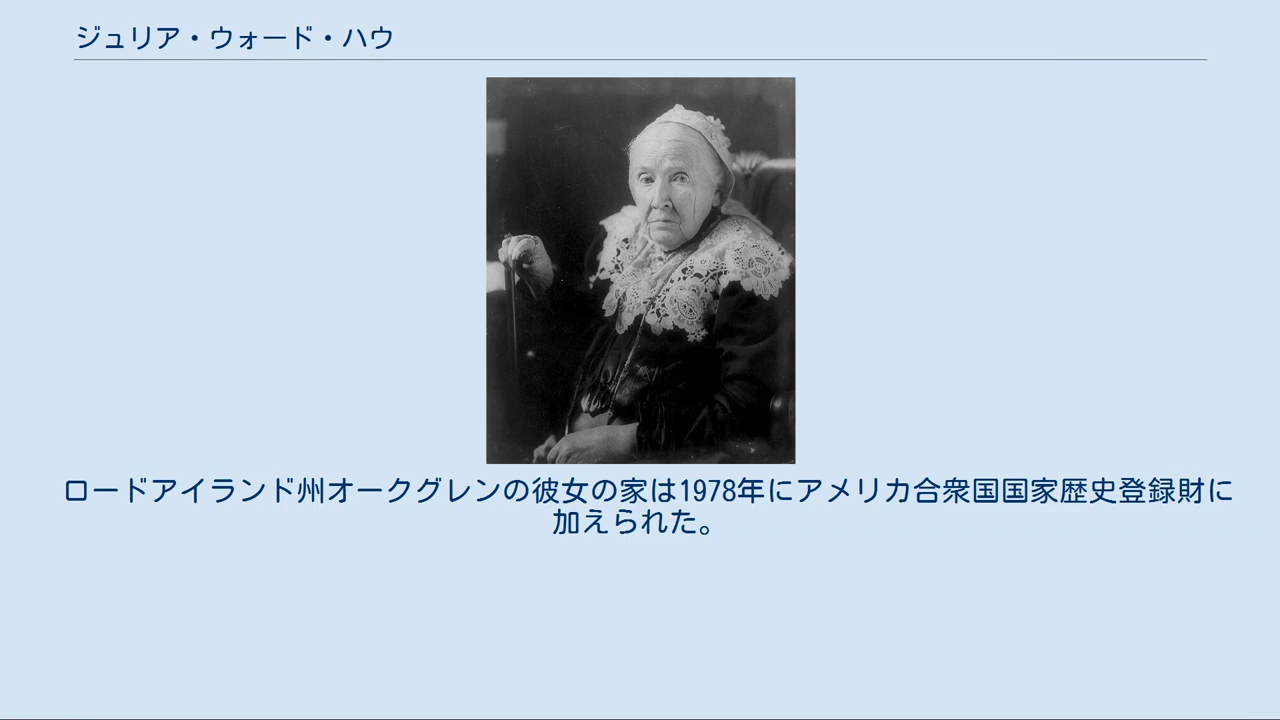 ジュリア・ウォード・ハウ
ロードアイランド州オークグレンの彼女の家は1978年にアメリカ合衆国国家歴史登録財に
加えられた。